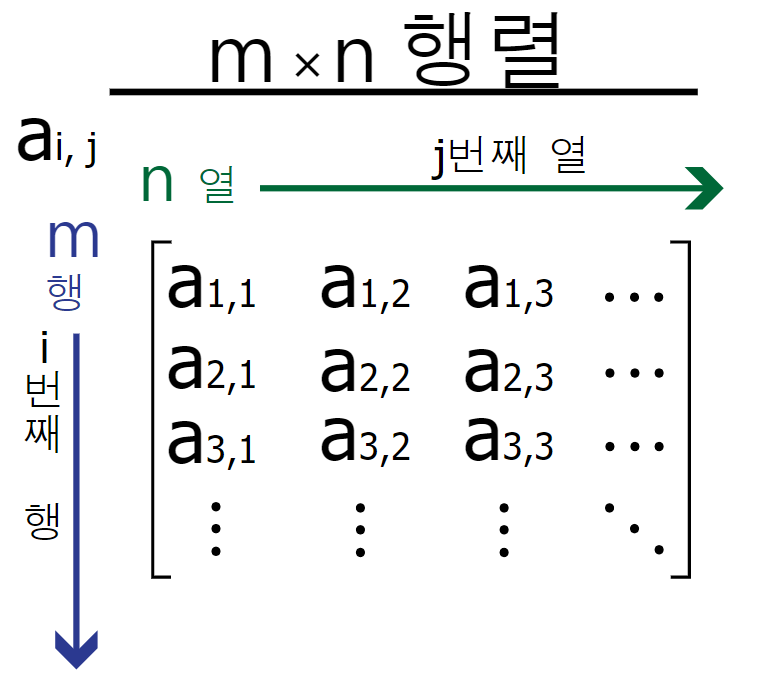 m × n 행렬
a i, j
n 열
j번째 열
m
행
i
번
째
행
a1,1 a1,2 a1,3 ...
a2,1 a2,2 a2,3 ...
a3,1 a3,2 a3,3 ...
⋮ ⋮ ⋮ ⋱